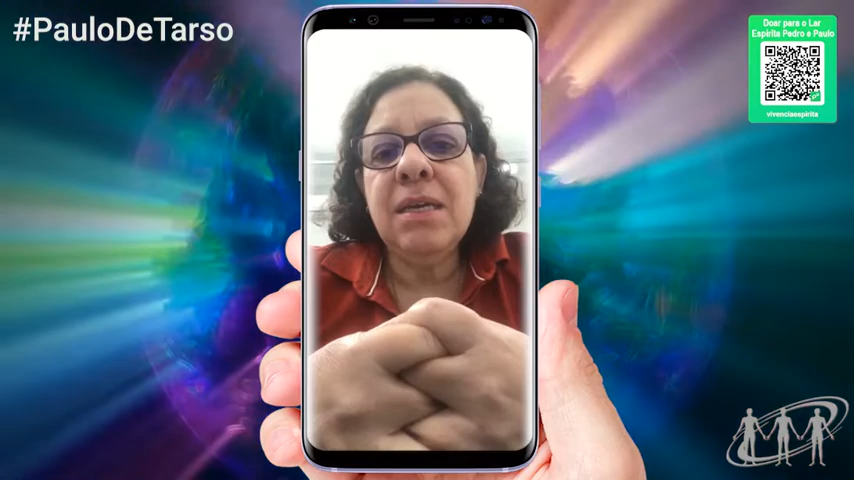 #PauloDeTarso
Doar para o Lar
Espírita Pedro e Paulo
vivenciaespirita